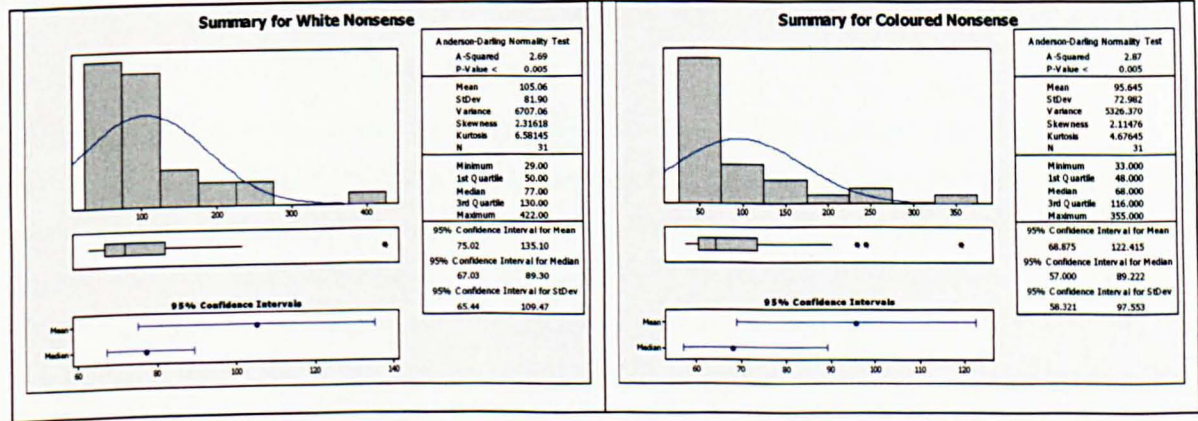 Summary for White Nonsense
Anderson-Darling Normality Test
A-Squared 2.69
P-Value < 0.005
Mean 105.06
StDev 81.90
Variance 6707.06
Skewness 2.31618
Kurtosis 6.58145
N 31
Minimum 29.00
1st Quartile 50.00
Median 77.00
3rd Quartile 130.00
Maximum 422.00
95% Confidence Interval for Mean
75.02 135.10
95% Confidence Interval for Median
67.03 89.30
95% Confidence Interval for StDev
65.44 109.47
100 200 300 400
95% Confidence Intervals
Mean
Median
60 80 100 120 140
Summary for Coloured Nonsense
Anderson-Darling Normality Test
A-Squared 2.87
P-Value < 0.005
Mean 95.645
StDev 72.982
Variance 5326.370
Skewness 2.11476
Kurtosis 4.67645
N 31
Minimum 33.000
1st Quartile 48.000
Median 68.000
3rd Quartile 116.000
Maximum 355.000
95% Confidence Interval for Mean
68.875 122.415
95% Confidence Interval for Median
57.000 89.222
95% Confidence Interval for StDev
58.321 97.553
50 100 150 200 250 300 350
95% Confidence Intervals
Mean
Median
60 70 80 90 100 110 120